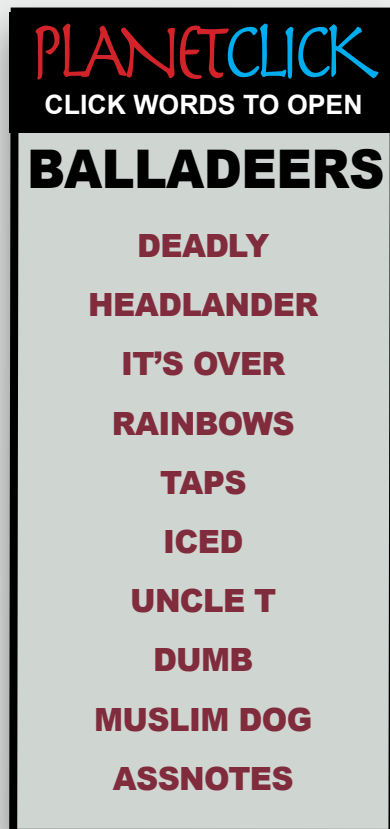 PLANETCLICK
CLICK WORDS TO OPEN
BALLADEERS
DEADLY
HEADLANDER
IT’S OVER
RAINBOWS
TAPS
ICED
UNCLE T
DUMB
MUSLIM DOG
ASSNOTES